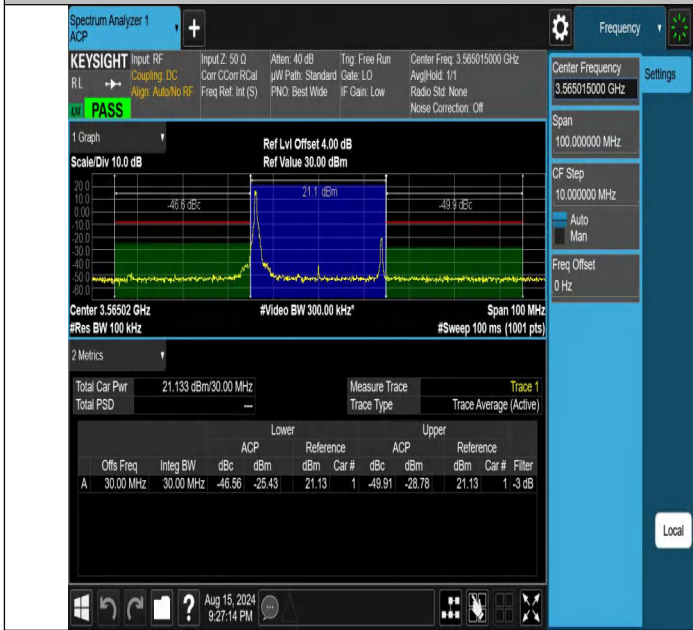 Spectrum Analyzer 1
ACP
+
Frequency
KEYSIGHT Input: RF Input Z: 50 Ω Atten: 40 dB Trig: Free Run Center Freq: 3.565015000 GHz
RL Coupling: DC Corr CCorr RCal µW Path: Standard Gate: LO Avg|Hold: 1/1
Align: Auto/No RF Freq Ref: Int (S) PNO: Best Wide IF Gain: Low Radio Std: None
Noise Correction: Off
PASS
Center Frequency
3.565015000 GHz
Settings
Span
100.000000 MHz
CF Step
10.000000 MHz
Auto
Man
Freq Offset
0 Hz
1 Graph
Ref Lvl Offset 4.00 dB
Scale/Div 10.0 dB Ref Value 30.00 dBm
20.0
10.0
0.00
-10.0
-20.0
-30.0
-40.0
-50.0
-60.0
-46.6 dBc
21.1 dBm
-49.9 dBc
Center 3.56502 GHz #Video BW 300.00 kHz* Span 100 MHz
#Res BW 100 kHz #Sweep 100 ms (1001 pts)
2 Metrics
Total Car Pwr 21.133 dBm/30.00 MHz Measure Trace Trace 1
Total PSD --- Trace Type Trace Average (Active)
Lower Upper
ACP Reference ACP Reference
Offs Freq Integ BW dBc dBm dBm Car # dBc dBm dBm Car # Filter
A 30.00 MHz 30.00 MHz -46.56 -25.43 21.13 1 -49.91 -28.78 21.13 1 -3 dB
Local
?
Aug 15, 2024
9:27:14 PM